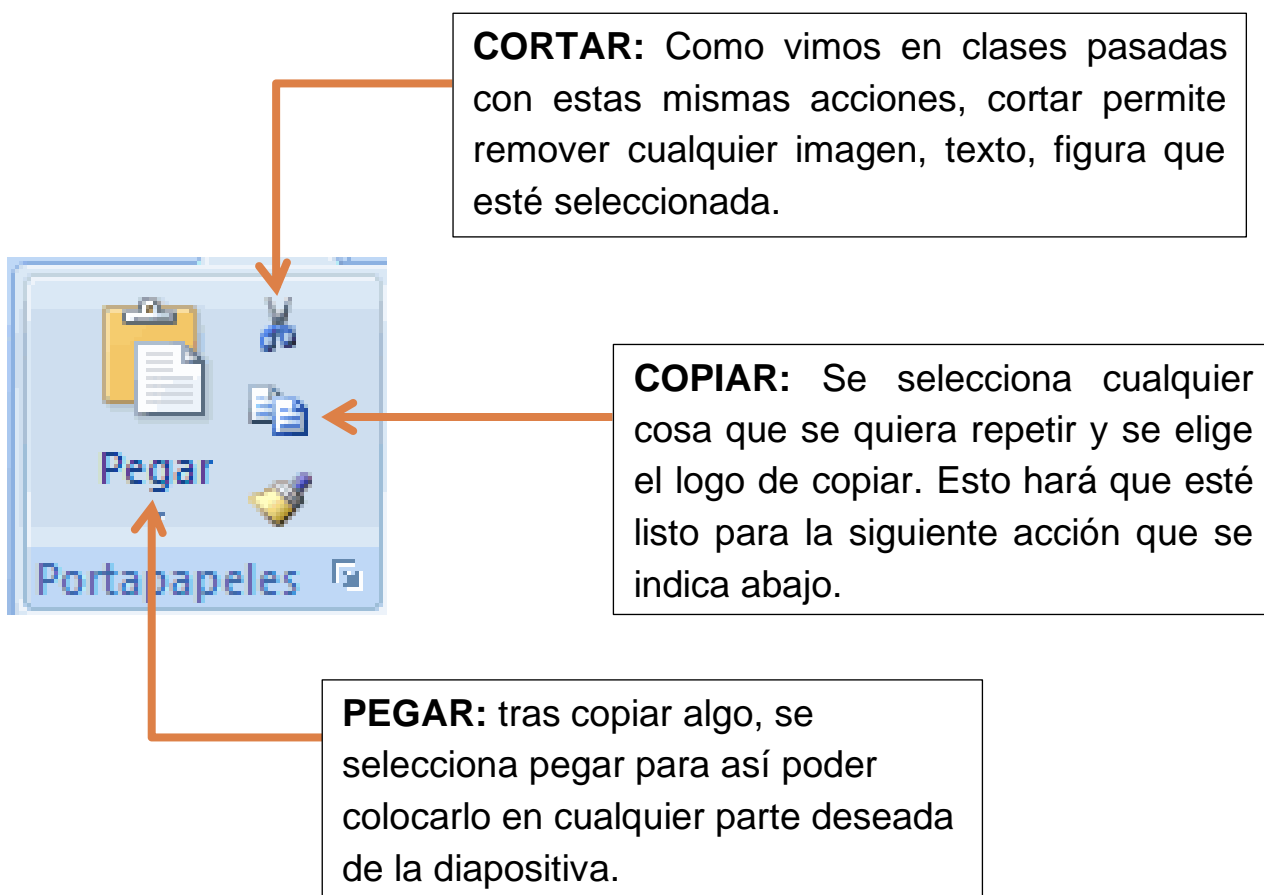 CORTAR: Como vimos en clases pasadas
con estas mismas acciones, cortar permite
remover cualquier imagen, texto, figura que
esté seleccionada.
Pegar
Portapapeles
COPIAR: Se selecciona cualquier
cosa que se quiera repetir y se elige
el logo de copiar. Esto hará que esté
listo para la siguiente acción que se
indica abajo.
PEGAR: tras copiar algo, se
selecciona pegar para así poder
colocarlo en cualquier parte deseada
de la diapositiva.